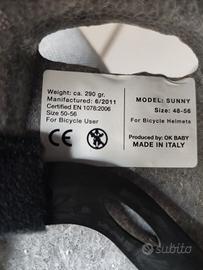 Weight: ca. 290 gr.
Manifactured: 6/2011
Certified EN 1078:2006
Size 50-56
For Bicycle User
CE
MODEL: SUNNY
Size: 48-56
For Bicycle Helmets
Produced by: OK BABY
MADE IN ITALY
subito